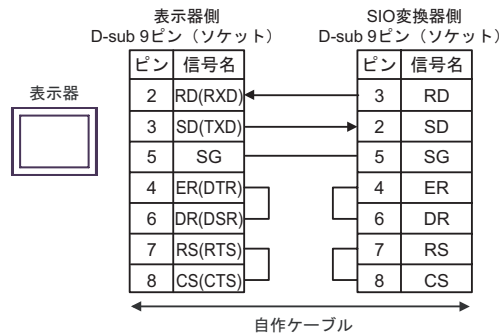 表示器側
D-sub 9ピン（ソケット）
SIO変換器側
D-sub 9ピン（ソケット）
表示器
ピン 信号名
2 RD(RXD)
3 SD(TXD)
5 SG
4 ER(DTR)
6 DR(DSR)
7 RS(RTS)
8 CS(CTS)
ピン 信号名
3 RD
2 SD
5 SG
4 ER
6 DR
7 RS
8 CS
自作ケーブル